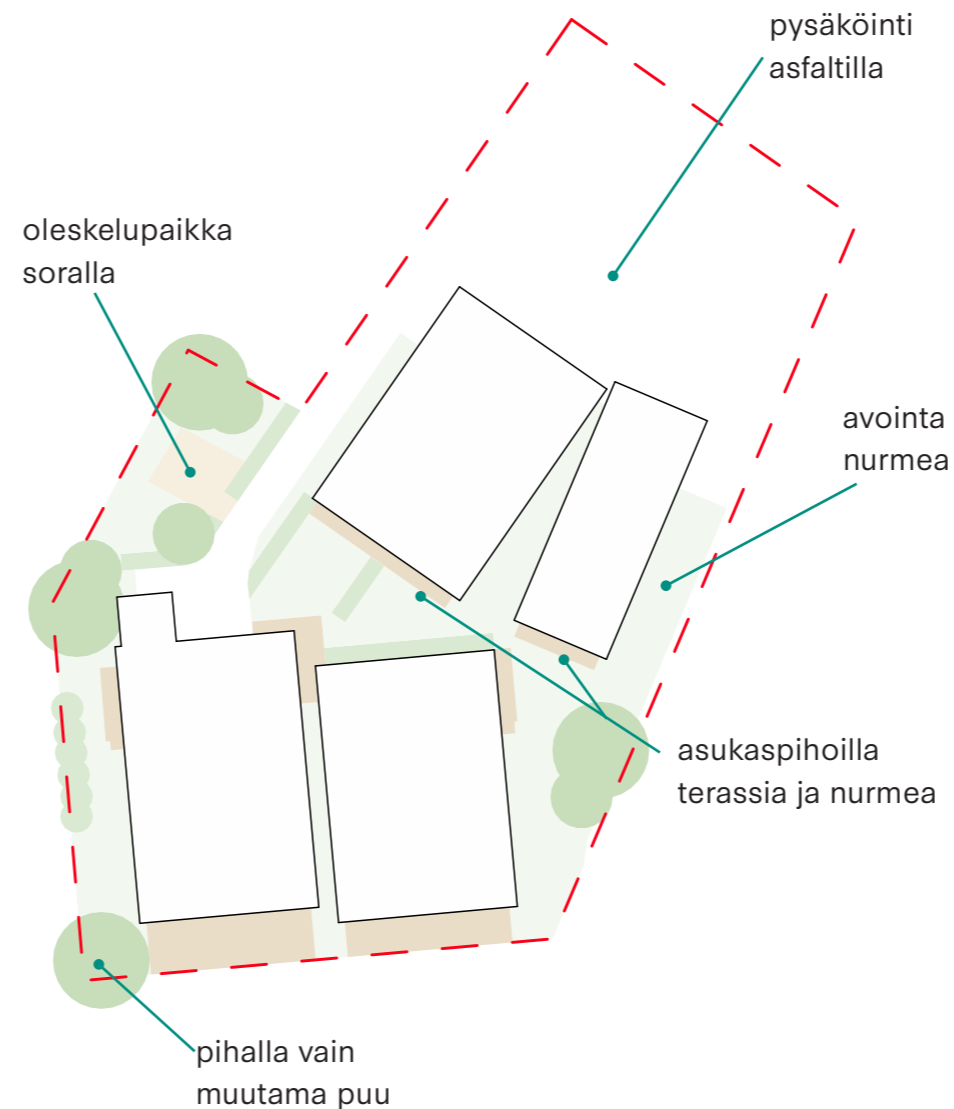 pysäköinti
asfaltilla
oleskelupaikka
soralla
avointa
nurmea
asukaspihoilla
terassia ja nurmea
pihalla vain
muutama puu